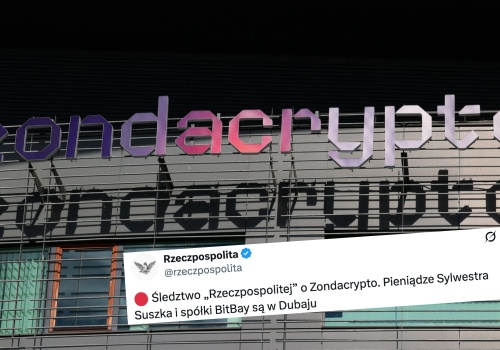 zondacrypto
Rzeczpospolita
@rzeczpospolita
Śledztwo „Rzeczpospolitej” o Zondacrypto. Pieniądze Sylwestra
Suszka i spółki BitBay są w Dubaju